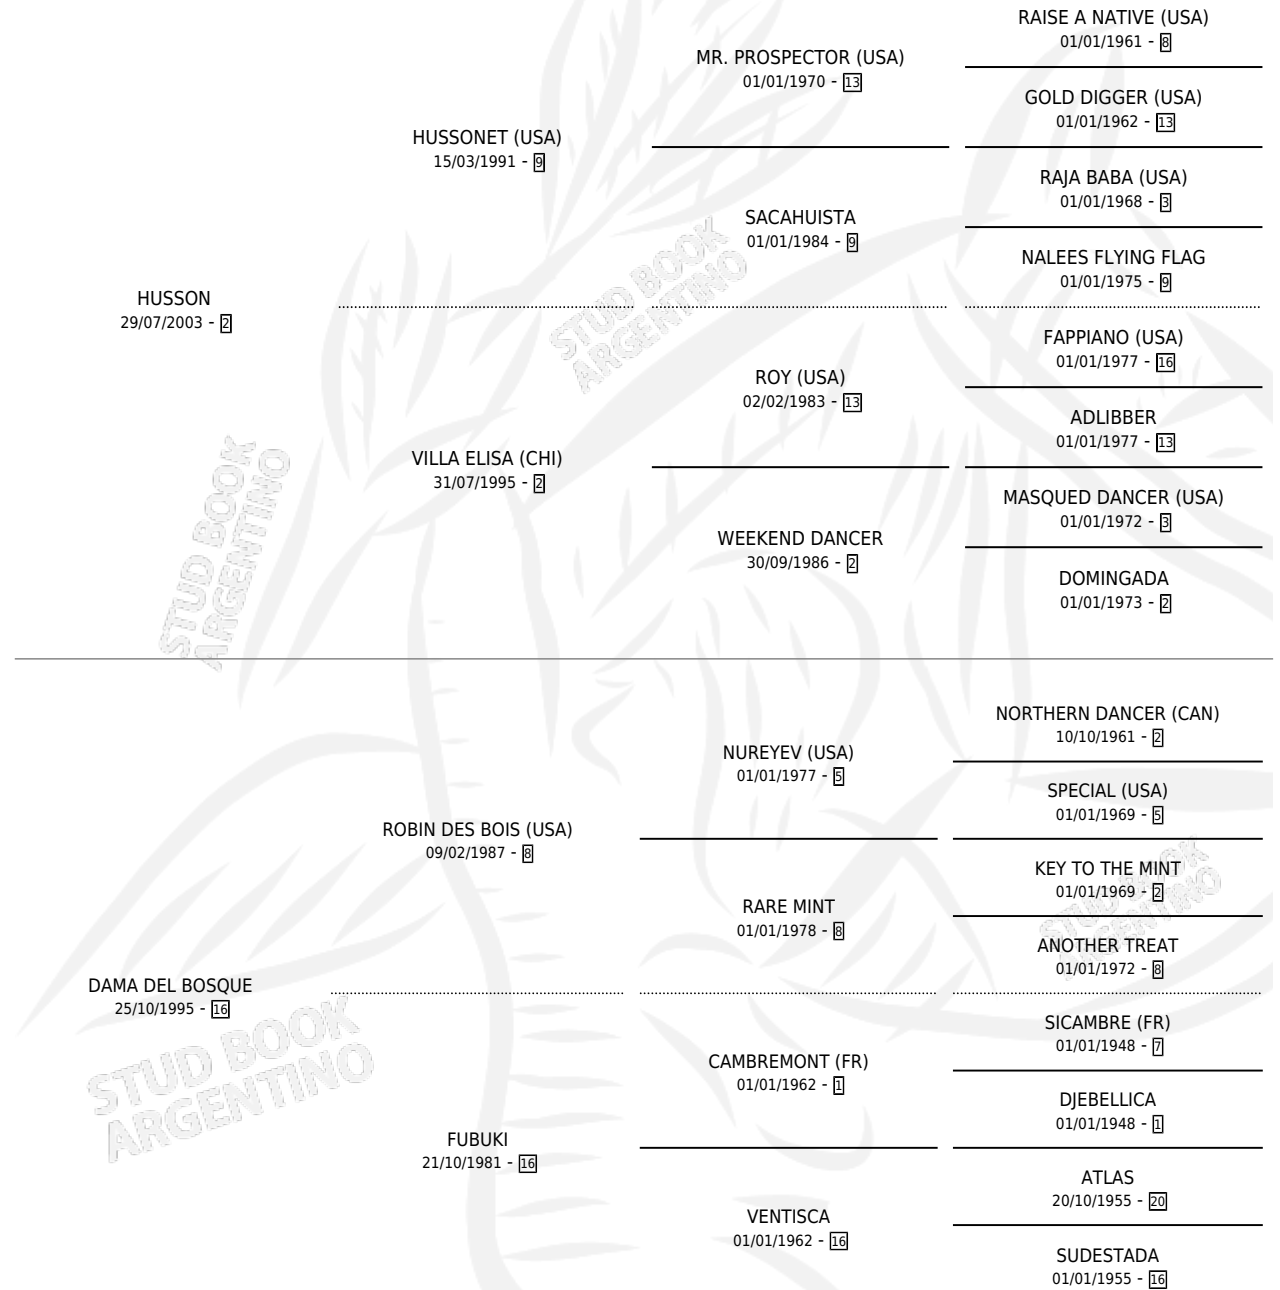 RAISE A NATIVE (USA)
01/01/1961 - 8
MR. PROSPECTOR (USA)
01/01/1970 - 13
GOLD DIGGER (USA)
01/01/1962 - 13
HUSSONET (USA)
15/03/1991 - 9
RAJA BABA (USA)
01/01/1968 - 3
SACAHUISTA
01/01/1984 - 9
NALEES FLYING FLAG
01/01/1975 - 9
HUSSON
29/07/2003 - 2
FAPPIANO (USA)
01/01/1977 - 16
ROY (USA)
02/02/1983 - 13
ADLIBBER
01/01/1977 - 13
VILLA ELISA (CHI)
31/07/1995 - 2
MASQUED DANCER (USA)
01/01/1972 - 3
WEEKEND DANCER
30/09/1986 - 2
DOMINGADA
01/01/1973 - 2
STUD BOOK
ARGENTINO
STUD BOOK
ARGENTINO
NORTHERN DANCER (CAN)
10/10/1961 - 2
NUREYEV (USA)
01/01/1977 - 5
SPECIAL (USA)
01/01/1969 - 5
ROBIN DES BOIS (USA)
09/02/1987 - 8
KEY TO THE MINT
01/01/1969 - 2
RARE MINT
01/01/1978 - 8
ANOTHER TREAT
01/01/1972 - 8
DAMA DEL BOSQUE
25/10/1995 - 16
SICAMBRE (FR)
01/01/1948 - 7
CAMBREMONT (FR)
01/01/1962 - 1
DJEBELLICA
01/01/1948 - 1
FUBUKI
21/10/1981 - 16
ATLAS
20/10/1955 - 20
VENTISCA
01/01/1962 - 16
SUDESTADA
01/01/1955 - 16
STUD BOOK
ARGENTINO
STUD BOOK
ARGENTINO